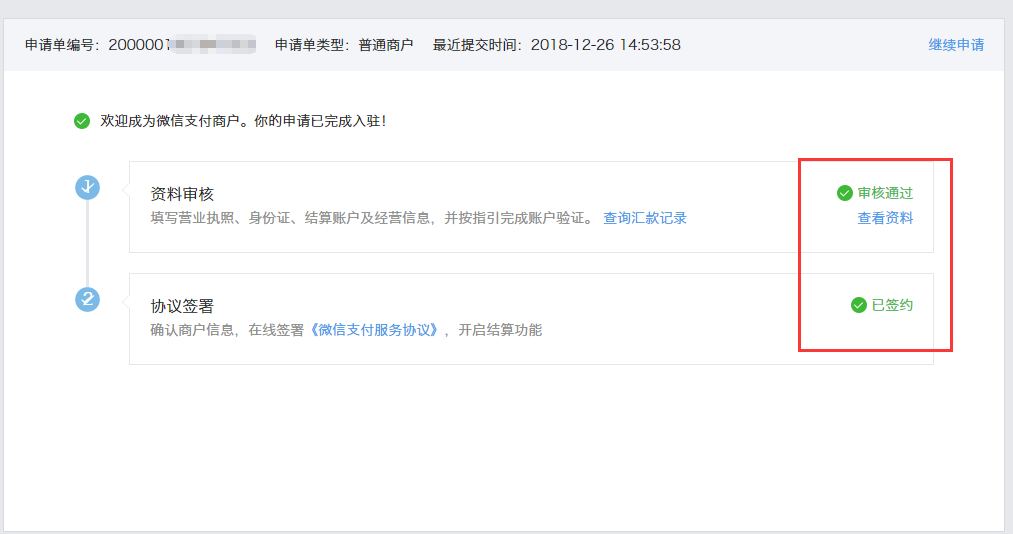 申请单编号：200000 申请单类型：普通商户 最近提交时间：2018-12-26 14:53:58 继续申请
欢迎成为微信支付商户。你的申请已完成入驻！
1 资料审核 审核通过
填写营业执照、身份证、结算账户及经营信息，并按指引完成账户验证。 查询汇款记录 查看资料
2 协议签署 已签约
确认商户信息，在线签署《微信支付服务协议》，开启结算功能